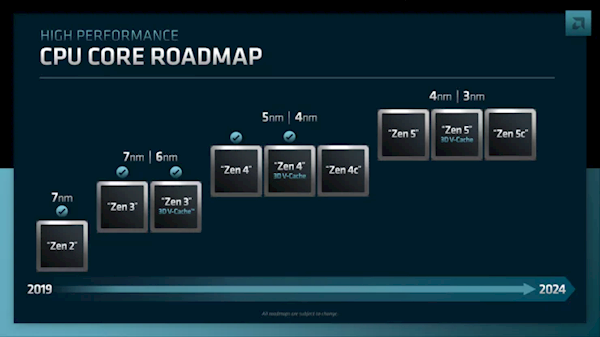 HIGH PERFORMANCE
CPU CORE ROADMAP
4nm | 3nm
5nm | 4nm
"Zen 5"
"Zen 5"
3D V-Cache
"Zen 5c"
7nm | 6nm
"Zen 4"
"Zen 4"
3D V-Cache
"Zen 4c"
7nm
"Zen 3"
"Zen 3"
3D V-Cache™
"Zen 2"
2019
2024
All roadmaps are subject to change.